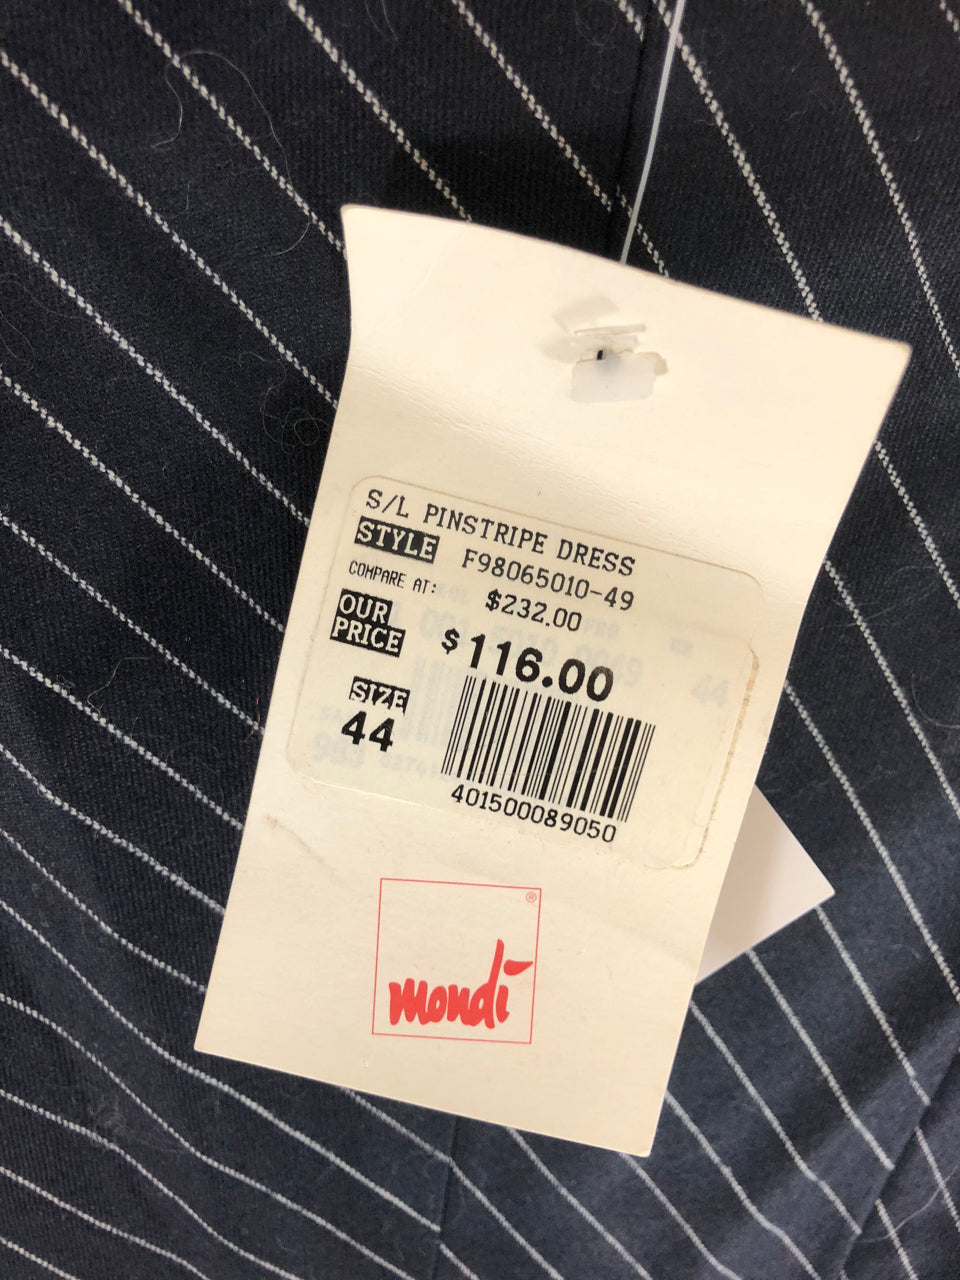 S/L PINSTRIPE DRESS
STYLE F98065010-49
COMPARE AT: $232.00
OUR PRICE $116.00
SIZE
44
401500089050
®
mondi